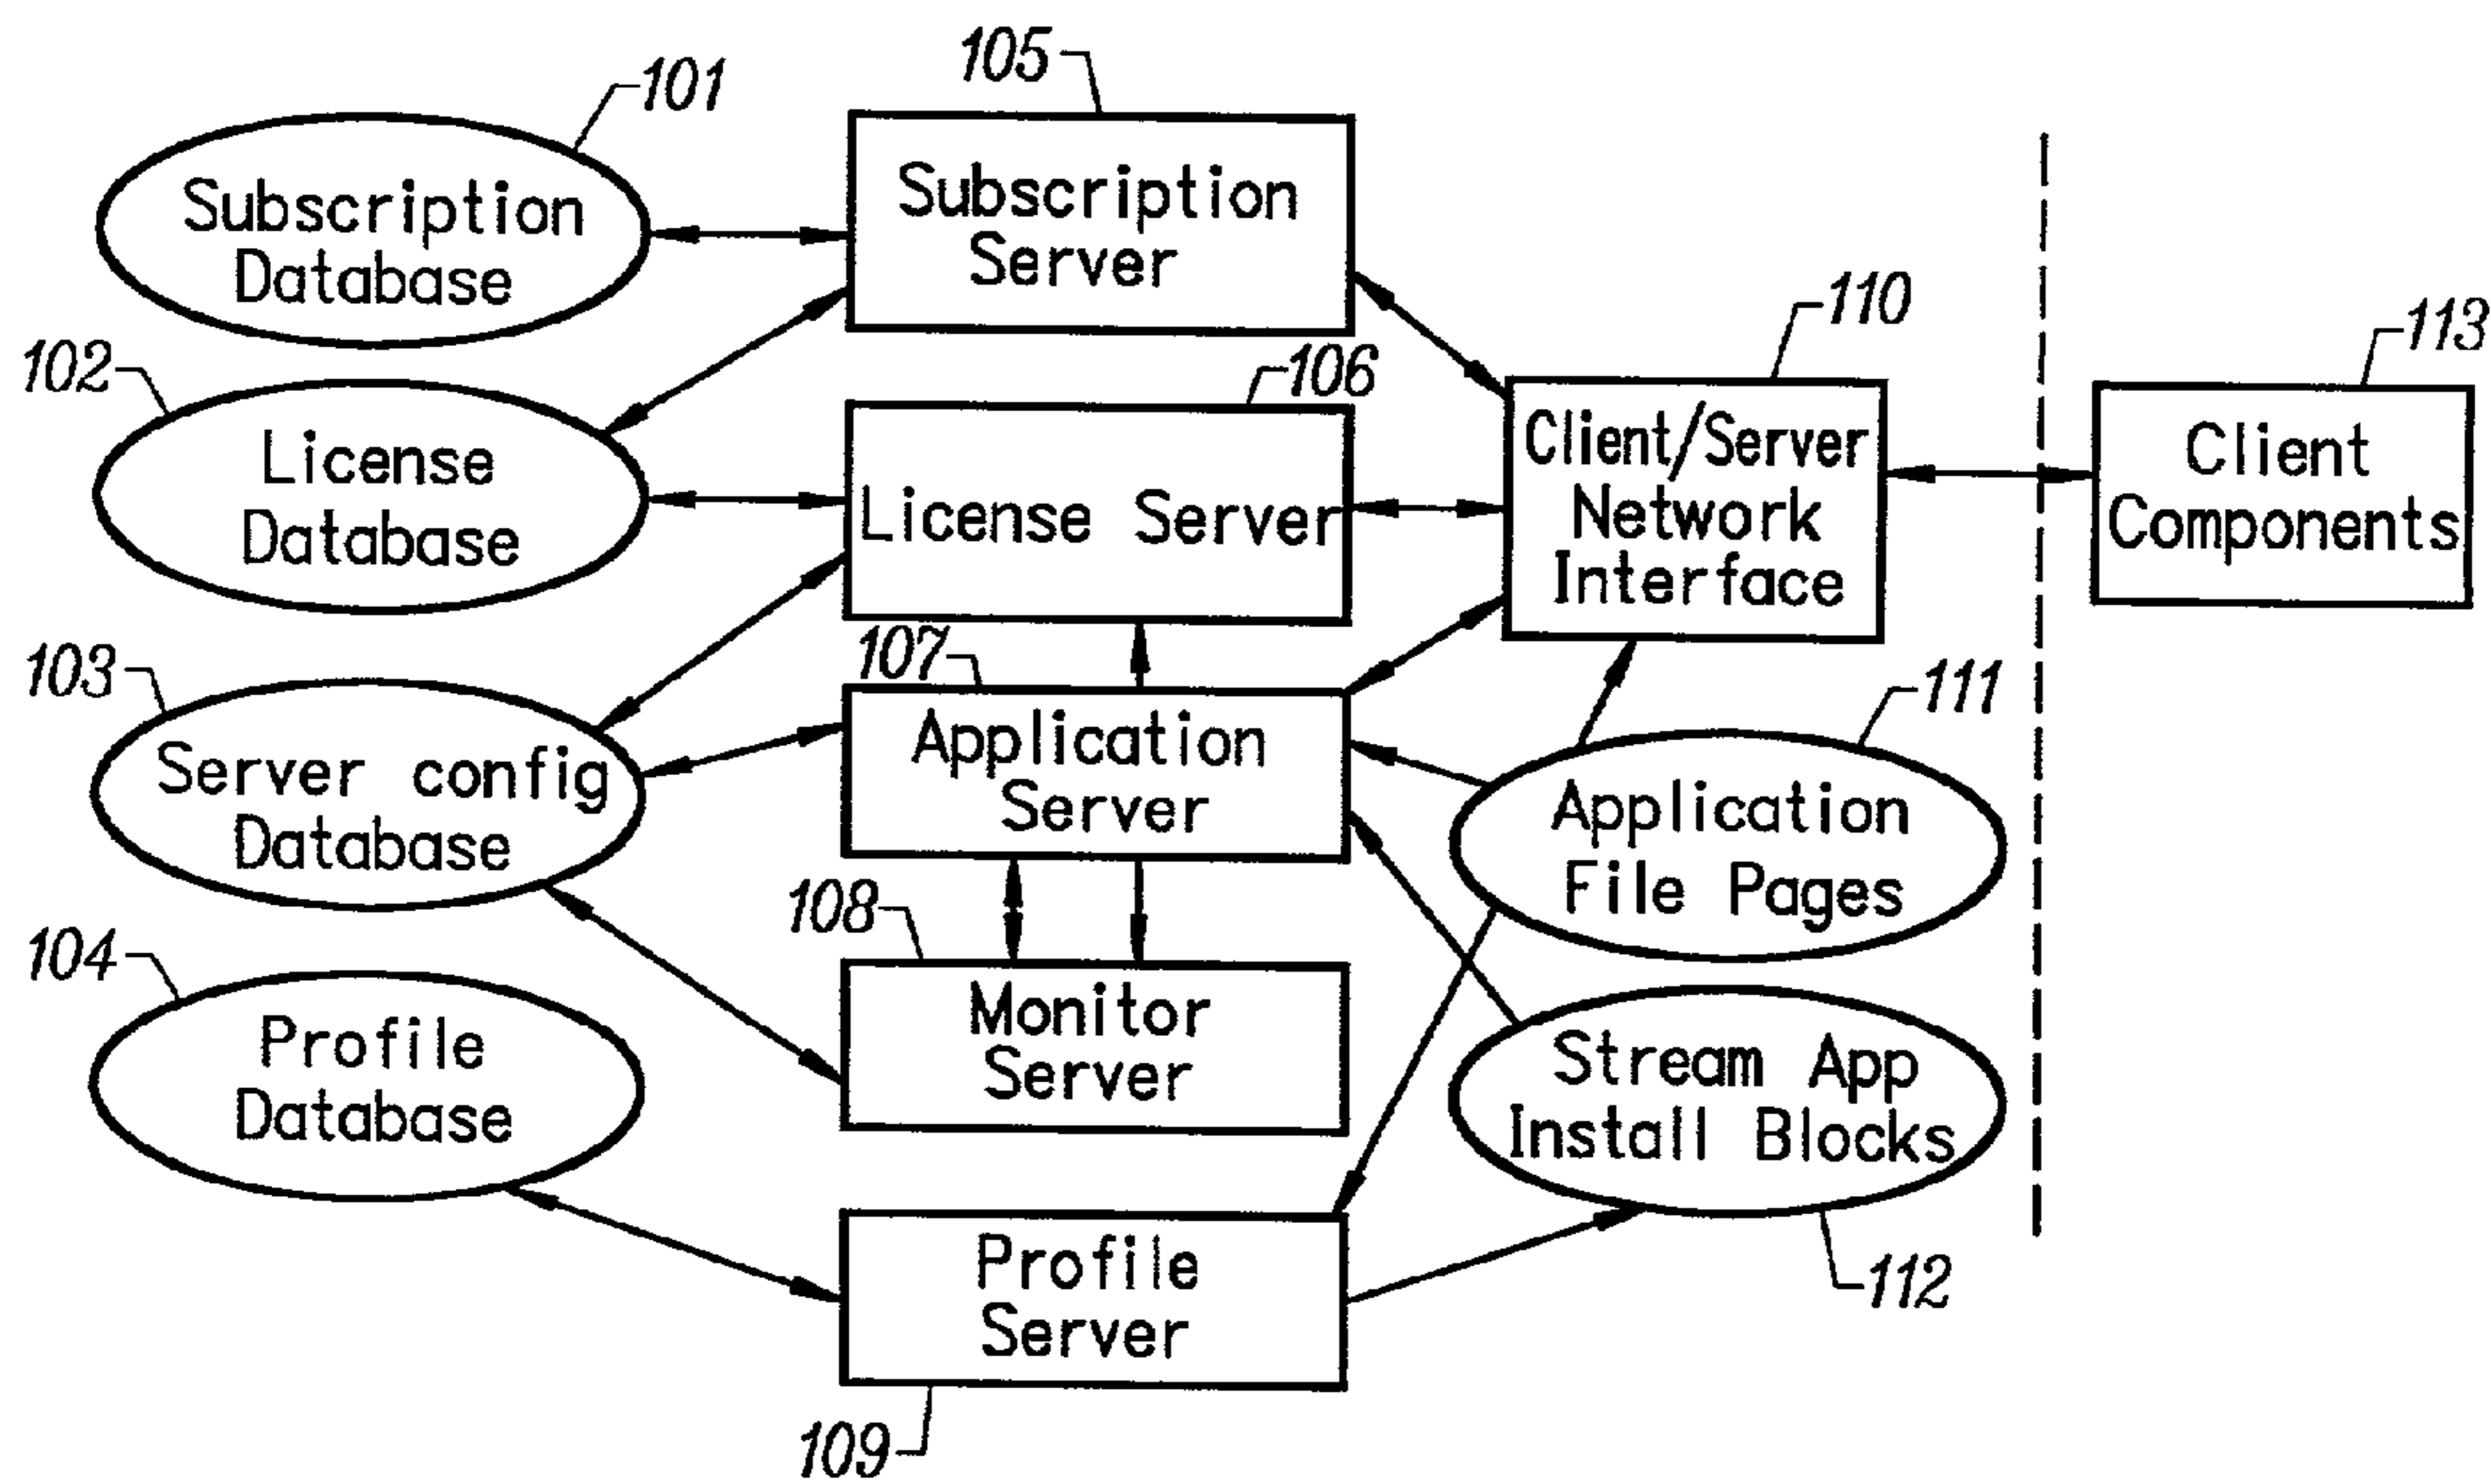 105
101
Subscription
Database
Subscription
Server
110
113
102
106
License
Database
License Server
Client/Server
Network
Interface
Client
Components
103
107
111
Server config
Database
Application
Server
Application
File Pages
104
108
Profile
Database
Monitor
Server
Stream App
Install Blocks
Profile
Server
112
109